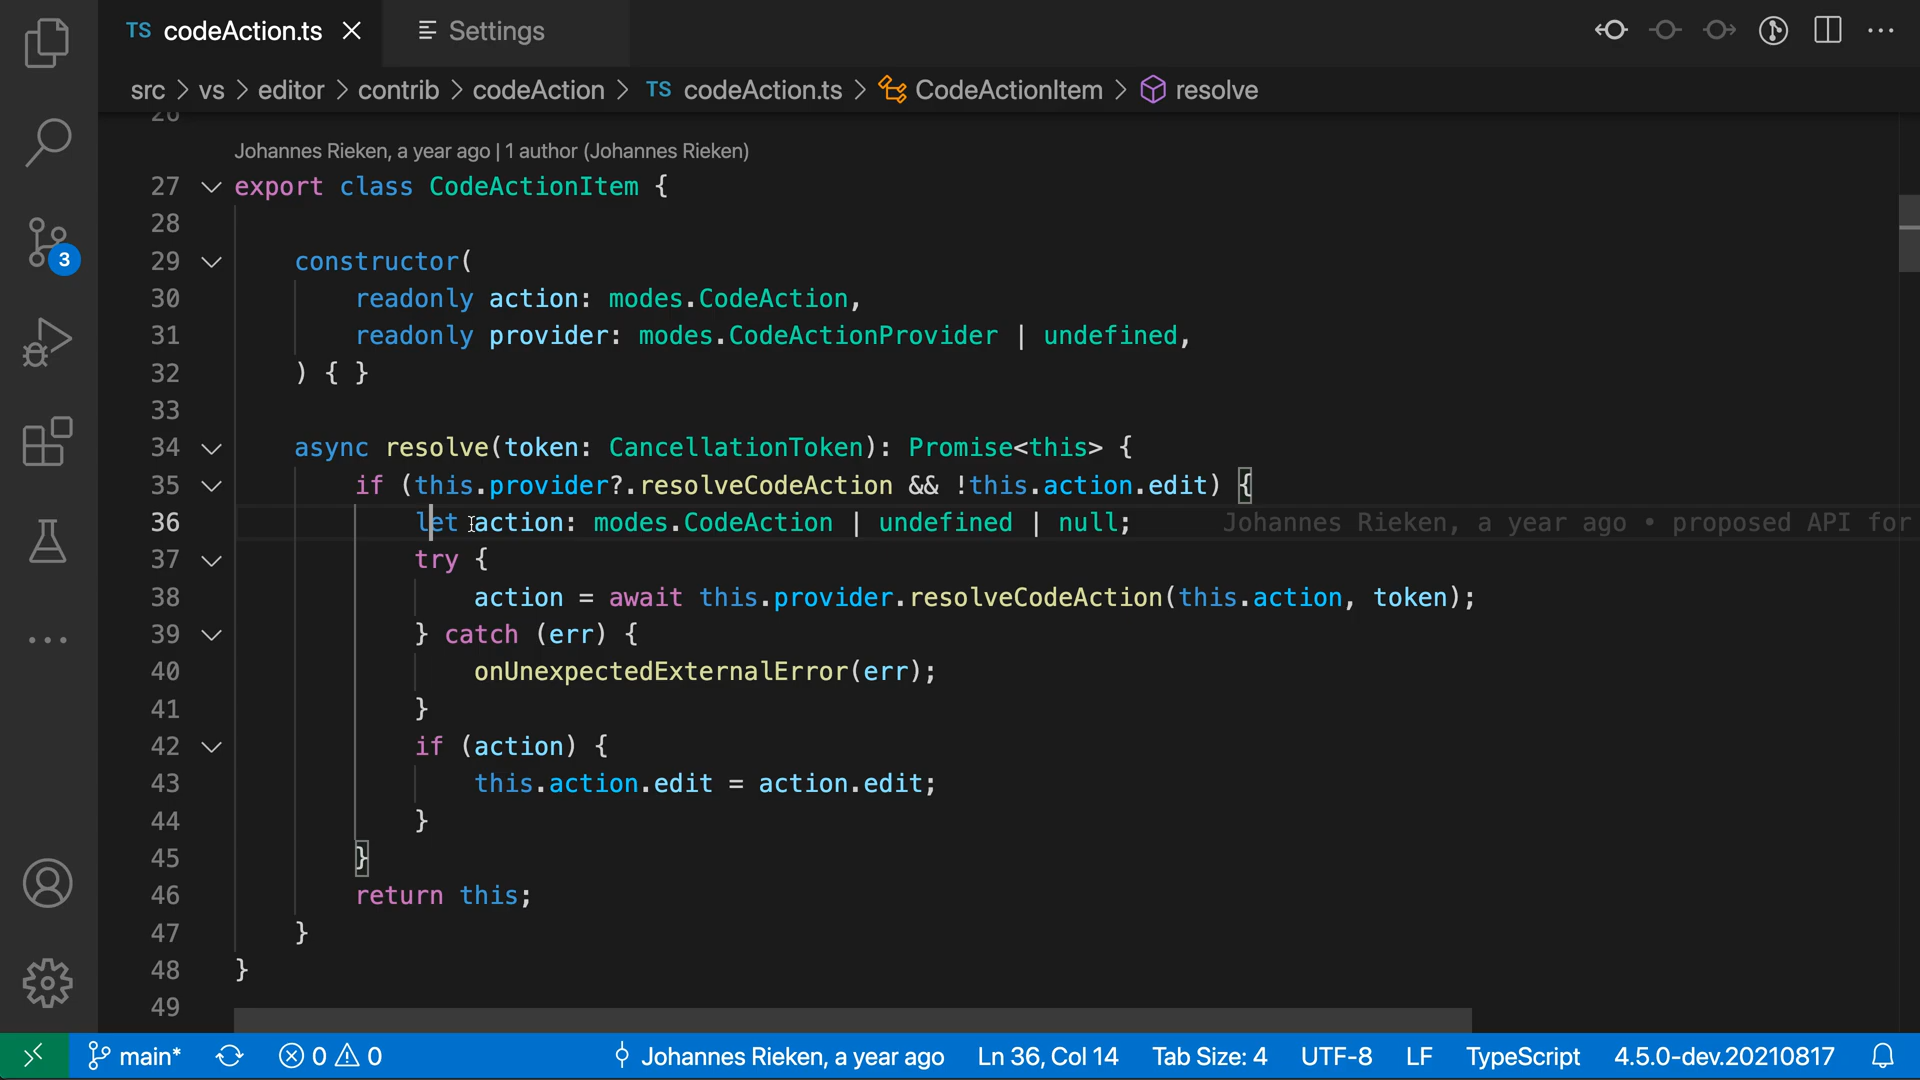 TS codeAction.ts Settings
src > vs > editor > contrib > codeAction > TS codeAction.ts > CodeActionItem > resolve
26
Johannes Rieken, a year ago | 1 author (Johannes Rieken)
27 export class CodeActionItem {
28
29 constructor(
30 readonly action: modes.CodeAction,
31 readonly provider: modes.CodeActionProvider | undefined,
32 ) { }
33
34 async resolve(token: CancellationToken): Promise<this> {
35 if (this.provider?.resolveCodeAction && !this.action.edit) {
36 let action: modes.CodeAction | undefined | null; Johannes Rieken, a year ago • proposed API for
37 try {
38 action = await this.provider.resolveCodeAction(this.action, token);
39 } catch (err) {
40 onUnexpectedExternalError(err);
41 }
42 if (action) {
43 this.action.edit = action.edit;
44 }
45 }
46 return this;
47 }
48 }
49
3
main* 0 0 Johannes Rieken, a year ago Ln 36, Col 14 Tab Size: 4 UTF-8 LF TypeScript 4.5.0-dev.20210817